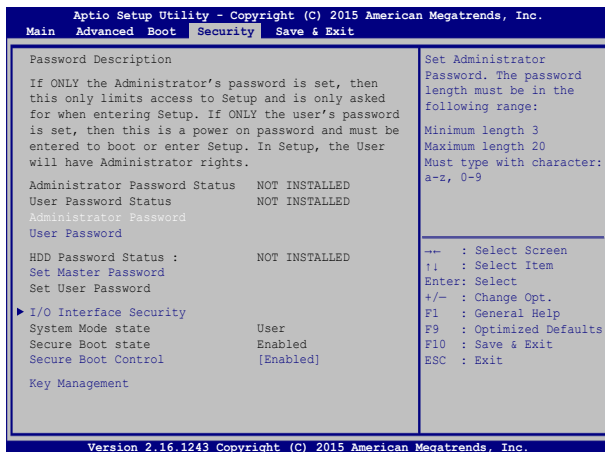 Aptio Setup Utility - Copyright (C) 2015 American Megatrends, Inc.
Main Advanced Boot Security Save & Exit
Password Description
If ONLY the Administrator's password is set, then
this only limits access to Setup and is only asked
for when entering Setup. If ONLY the user's password
is set, then this is a power on password and must be
entered to boot or enter Setup. In Setup, the User
will have Administrator rights.
Administrator Password Status NOT INSTALLED
User Password Status NOT INSTALLED
Administrator Password
User Password
HDD Password Status : NOT INSTALLED
Set Master Password
Set User Password
I/O Interface Security
System Mode state User
Secure Boot state Enabled
Secure Boot Control [Enabled]
Key Management
Set Administrator
Password. The password
length must be in the
following range:
Minimum length 3
Maximum length 20
Must type with character:
a-z, 0-9
→← : Select Screen
↑↓ : Select Item
Enter: Select
+/— : Change Opt.
F1 : General Help
F9 : Optimized Defaults
F10 : Save & Exit
ESC : Exit
Version 2.16.1243 Copyright (C) 2015 American Megatrends, Inc.